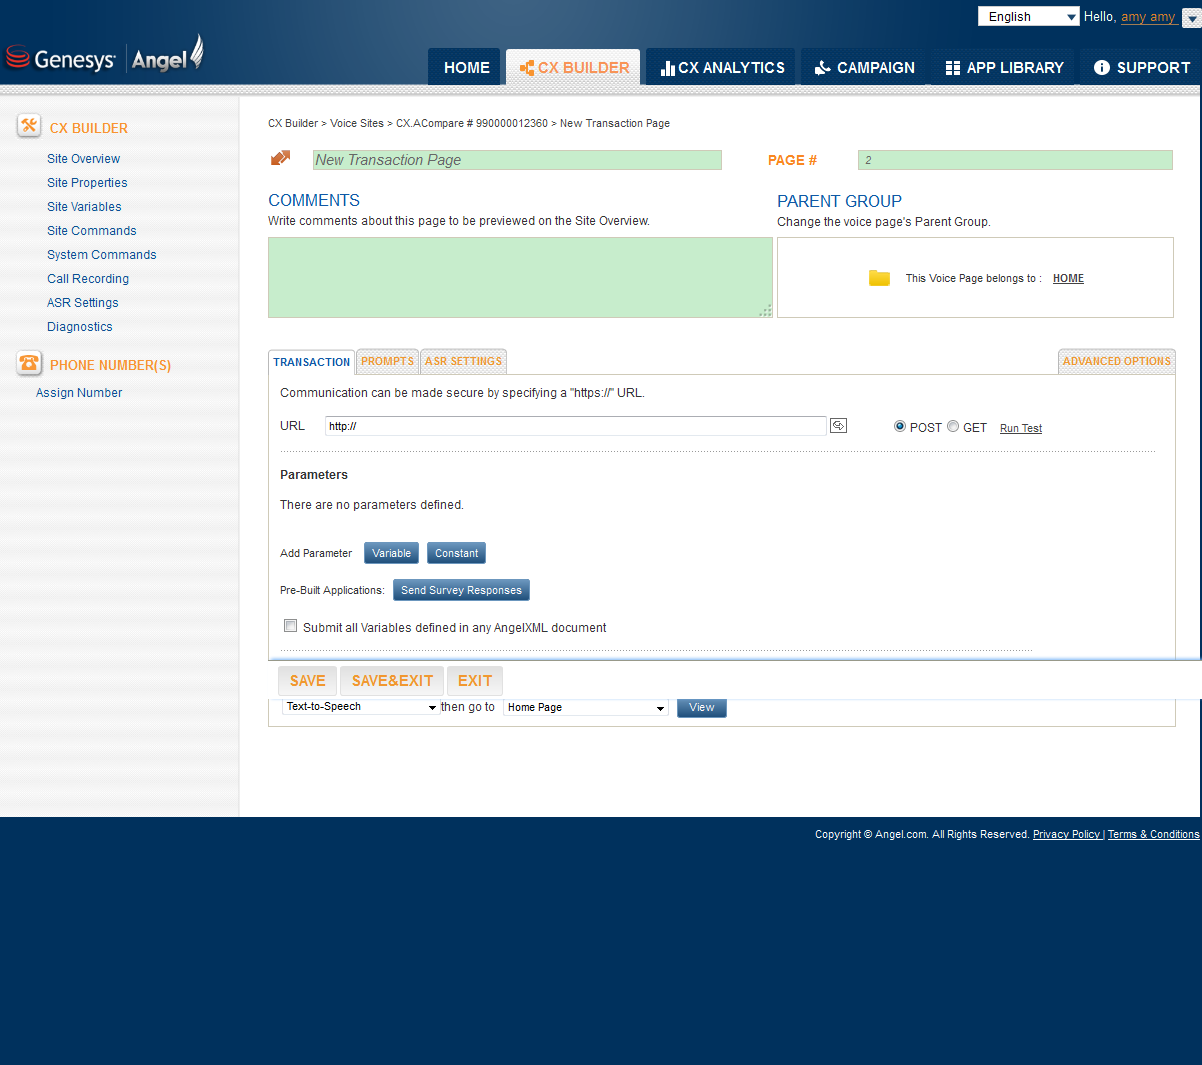 English Hello, amy amy
Genesys Angel
HOME CX BUILDER CX ANALYTICS CAMPAIGN APP LIBRARY SUPPORT
CX BUILDER
Site Overview
Site Properties
Site Variables
Site Commands
System Commands
Call Recording
ASR Settings
Diagnostics
PHONE NUMBER(S)
Assign Number
CX Builder > Voice Sites > CX.ACompare # 990000012360 > New Transaction Page
New Transaction Page PAGE # 2
COMMENTS
Write comments about this page to be previewed on the Site Overview.
PARENT GROUP
Change the voice page's Parent Group.
This Voice Page belongs to : HOME
TRANSACTION PROMPTS ASR SETTINGS ADVANCED OPTIONS
Communication can be made secure by specifying a "https://" URL.
URL http:// POST GET Run Test
Parameters
There are no parameters defined.
Add Parameter Variable Constant
Pre-Built Applications: Send Survey Responses
Submit all Variables defined in any AngelXML document
SAVE SAVE&EXIT EXIT
Text-to-Speech then go to Home Page View
Copyright © Angel.com. All Rights Reserved. Privacy Policy | Terms & Conditions